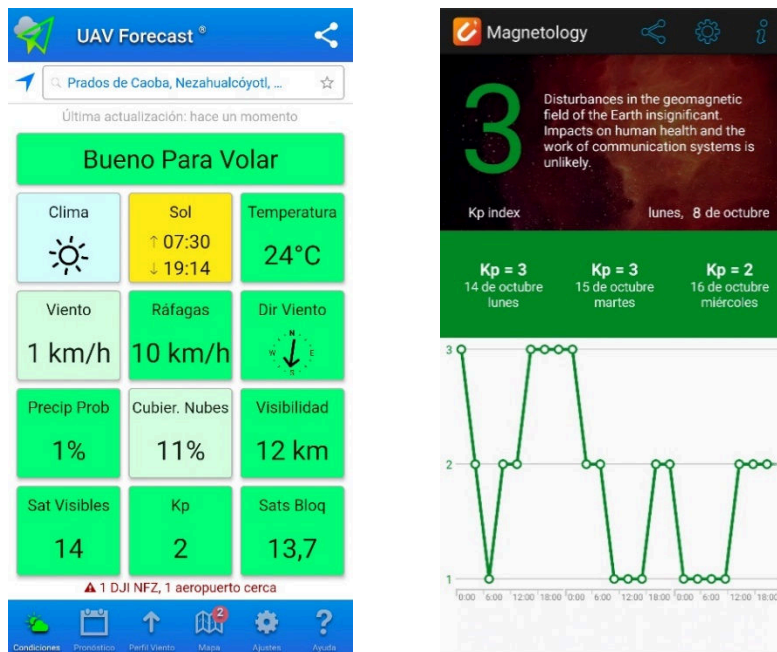 UAV Forecast ®
Prados de Caoba, Nezahualcóyotl, ...
Última actualización: hace un momento
Bueno Para Volar
Clima
Sol
↑ 07:30
↓ 19:14
Temperatura
24°C
Viento
1 km/h
Ráfagas
10 km/h
Dir Viento
N
W E
S
Precip Prob
1%
Cubier. Nubes
11%
Visibilidad
12 km
Sat Visibles
14
Kp
2
Sats Bloq
13,7
1 DJI NFZ, 1 aeropuerto cerca
Condiciones
Pronóstico
Perfil Viento
2
Mapa
Ajustes
?
Ayuda
Magnetology
i
3
Disturbances in the geomagnetic
field of the Earth insignificant.
Impacts on human health and the
work of communication systems is
unlikely.
Kp index
lunes, 8 de octubre
Kp = 3
14 de octubre
lunes
Kp = 3
15 de octubre
martes
Kp = 2
16 de octubre
miércoles
3
2
1
0:00 6:00 12:00 18:00 0:00 6:00 12:00 18:00 0:00 6:00 12:00 18:00